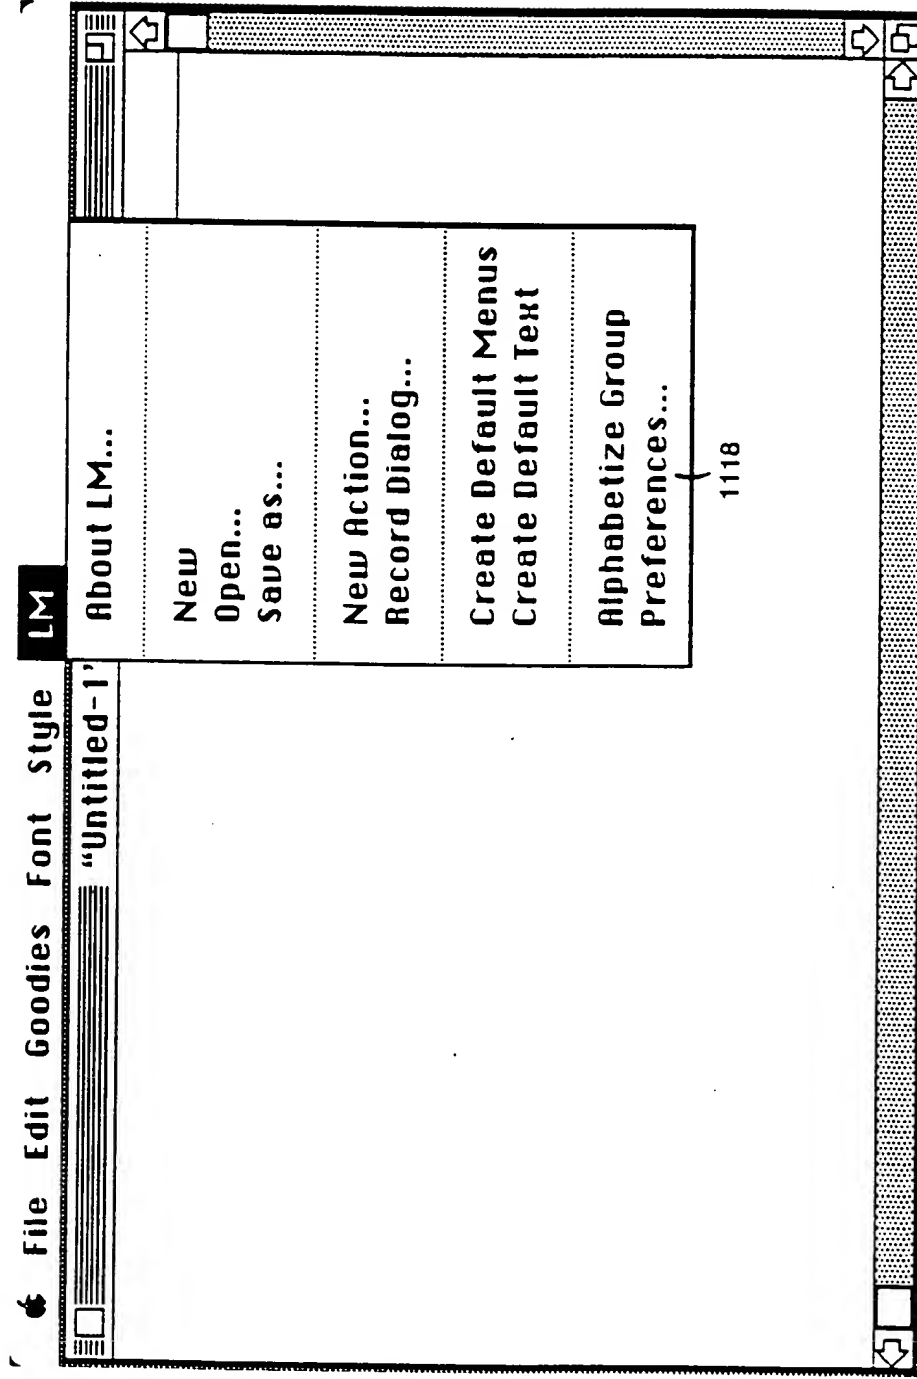 File Edit Goodies Font Style LM
"Untitled-1"
About LM...
New
Open...
Save as...
New Action...
Record Dialog...
Create Default Menus
Create Default Text
Alphabetize Group
Preferences...
1118